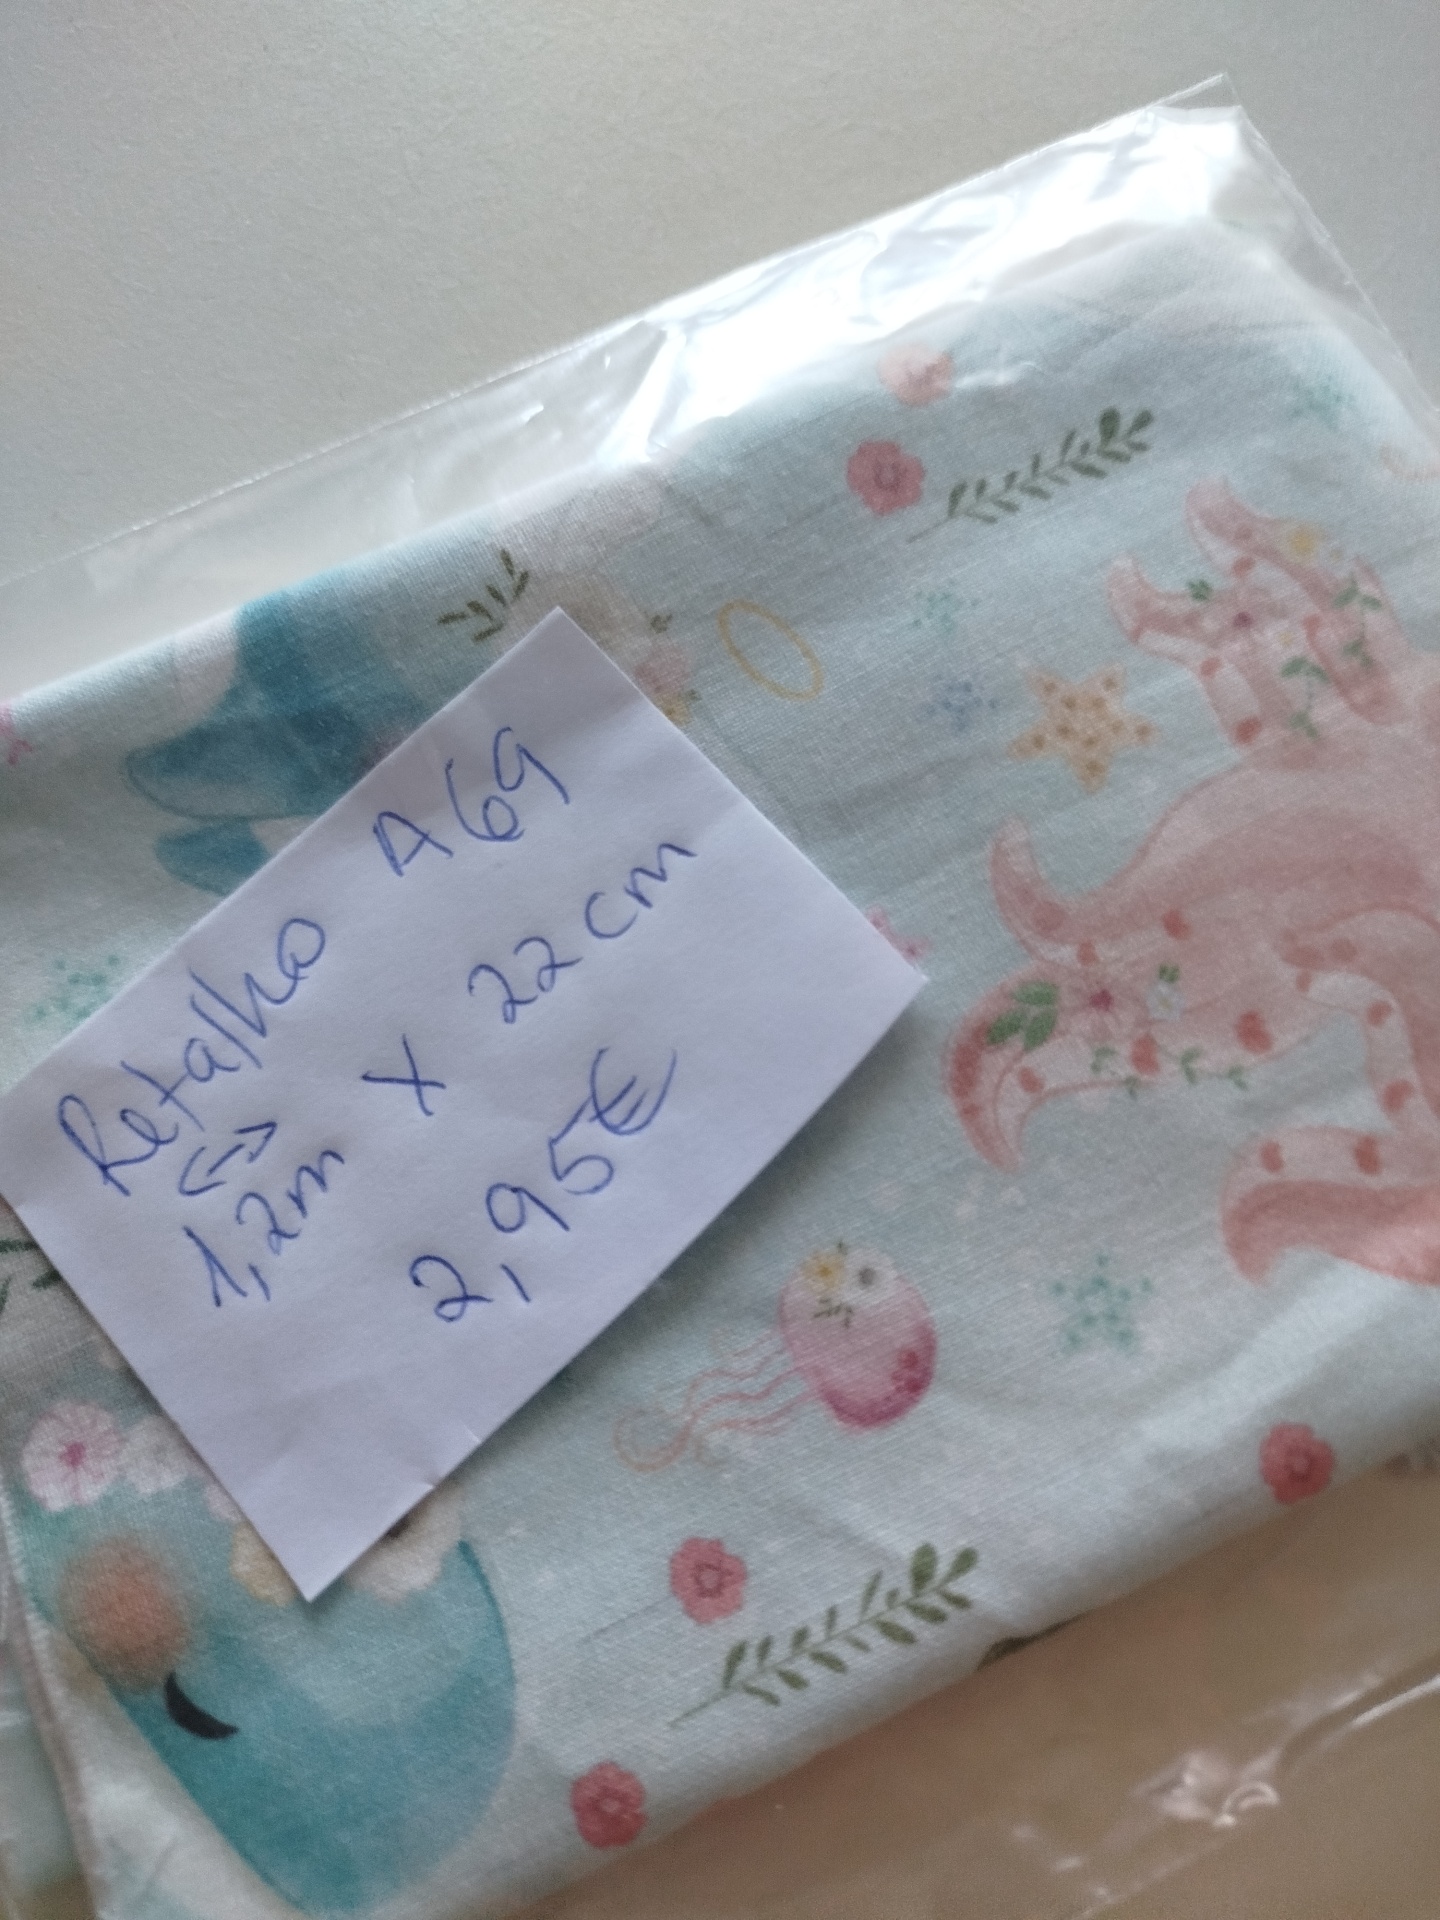 Retalho A69
↔
1,2m x 22cm
2,95€